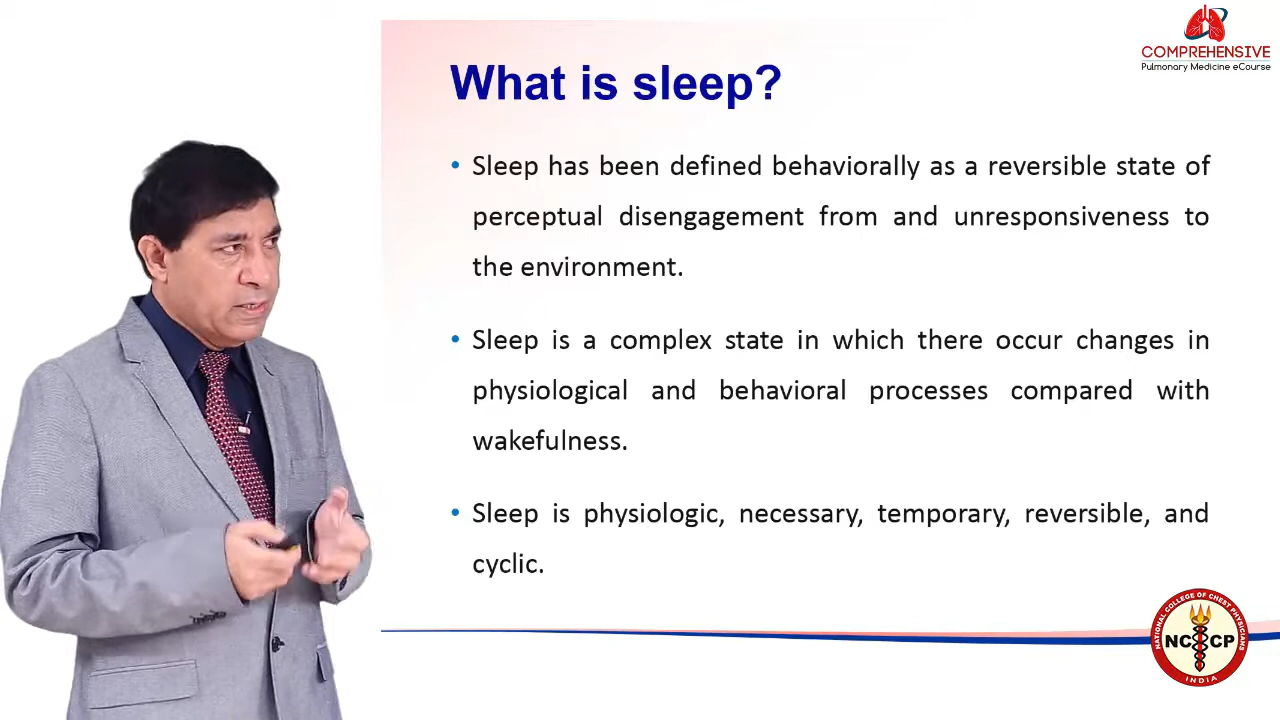 COMPREHENSIVE
Pulmonary Medicine eCourse
What is sleep?
• Sleep has been defined behaviorally as a reversible state of
perceptual disengagement from and unresponsiveness to
the environment.
• Sleep is a complex state in which there occur changes in
physiological and behavioral processes compared with
wakefulness.
• Sleep is physiologic, necessary, temporary, reversible, and
cyclic.
NATIONAL COLLEGE OF CHEST PHYSICIANS
NCCP
INDIA